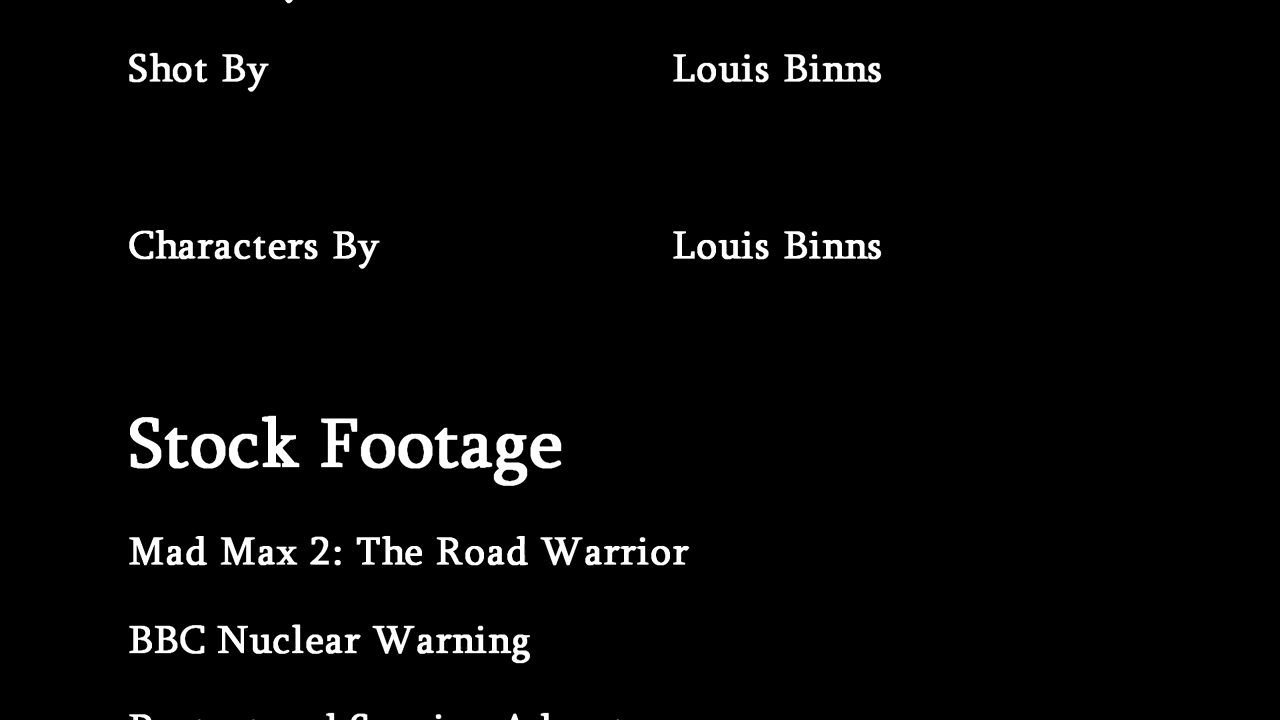 Shot By Louis Binns
Characters By Louis Binns
Stock Footage
Mad Max 2: The Road Warrior
BBC Nuclear Warning